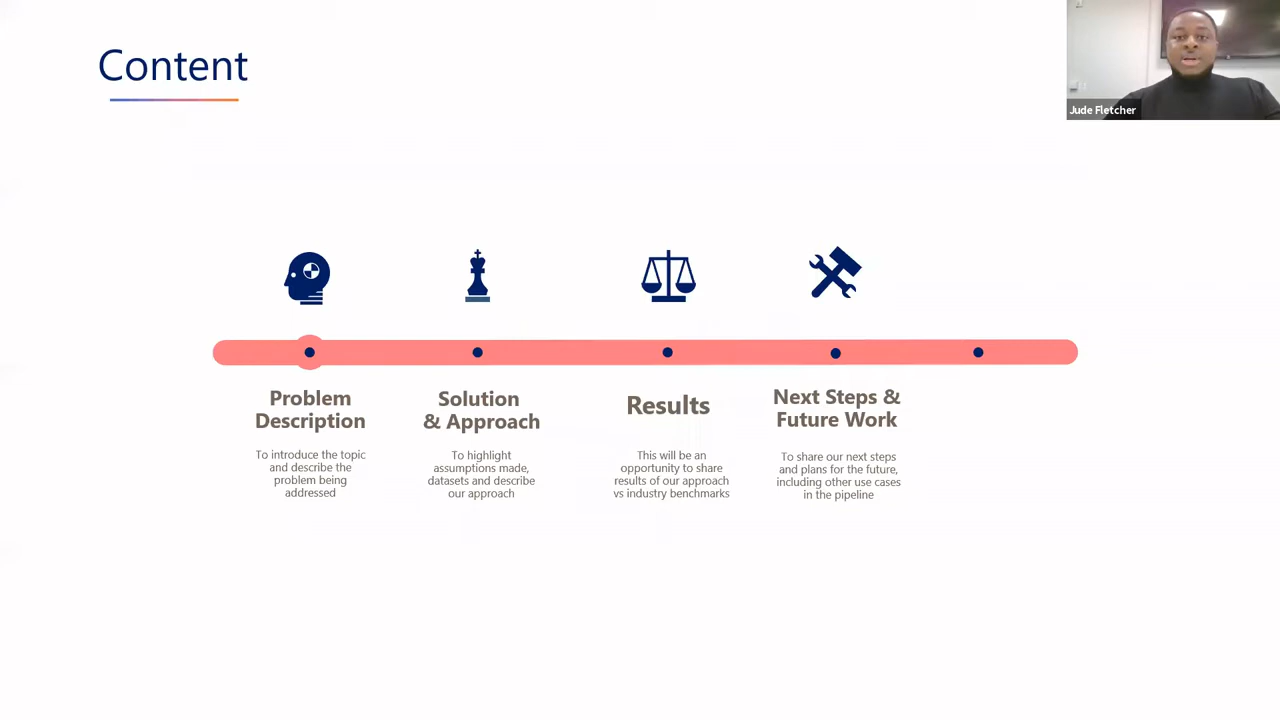 Content
Jude Fletcher
Problem
Description
To introduce the topic
and describe the
problem being
addressed
Solution
& Approach
To highlight
assumptions made,
datasets and describe
our approach
Results
This will be an
opportunity to share
results of our approach
vs industry benchmarks
Next Steps &
Future Work
To share our next steps
and plans for the future,
including other use cases
in the pipeline